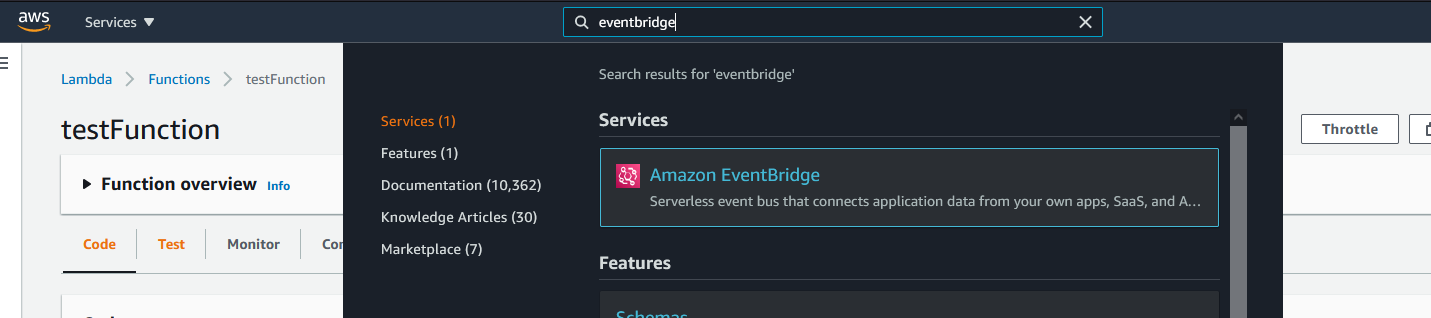 aws
Services ▼
eventbridge
Lambda > Functions > testFunction
testFunction
Function overview Info
Code
Test
Monitor
Search results for 'eventbridge'
Services (1)
Features (1)
Documentation (10,362)
Knowledge Articles (30)
Marketplace (7)
Services
Amazon EventBridge
Serverless event bus that connects application data from your own apps, SaaS, and A...
Features
Schemas
Throttle